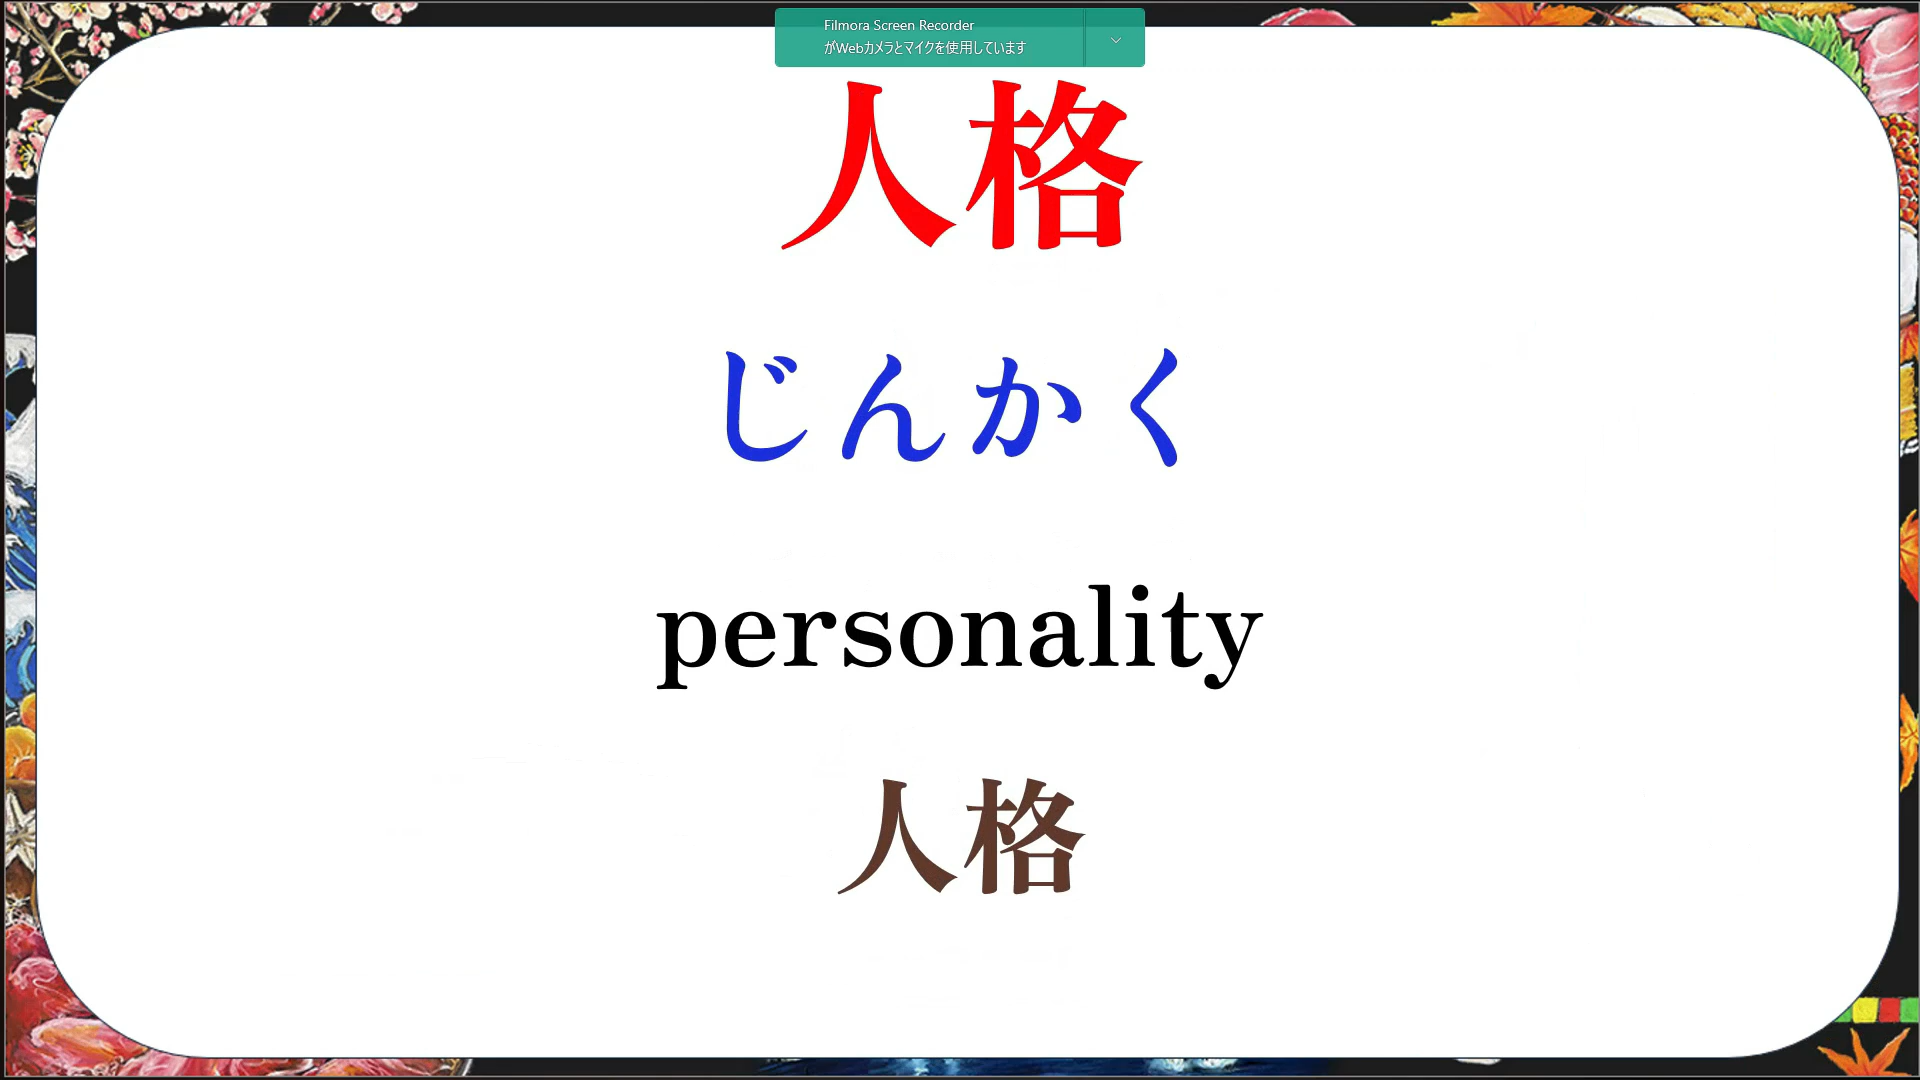 Filmora Screen Recorder
がWebカメラとマイクを使用しています
人格
じんかく
personality
人格